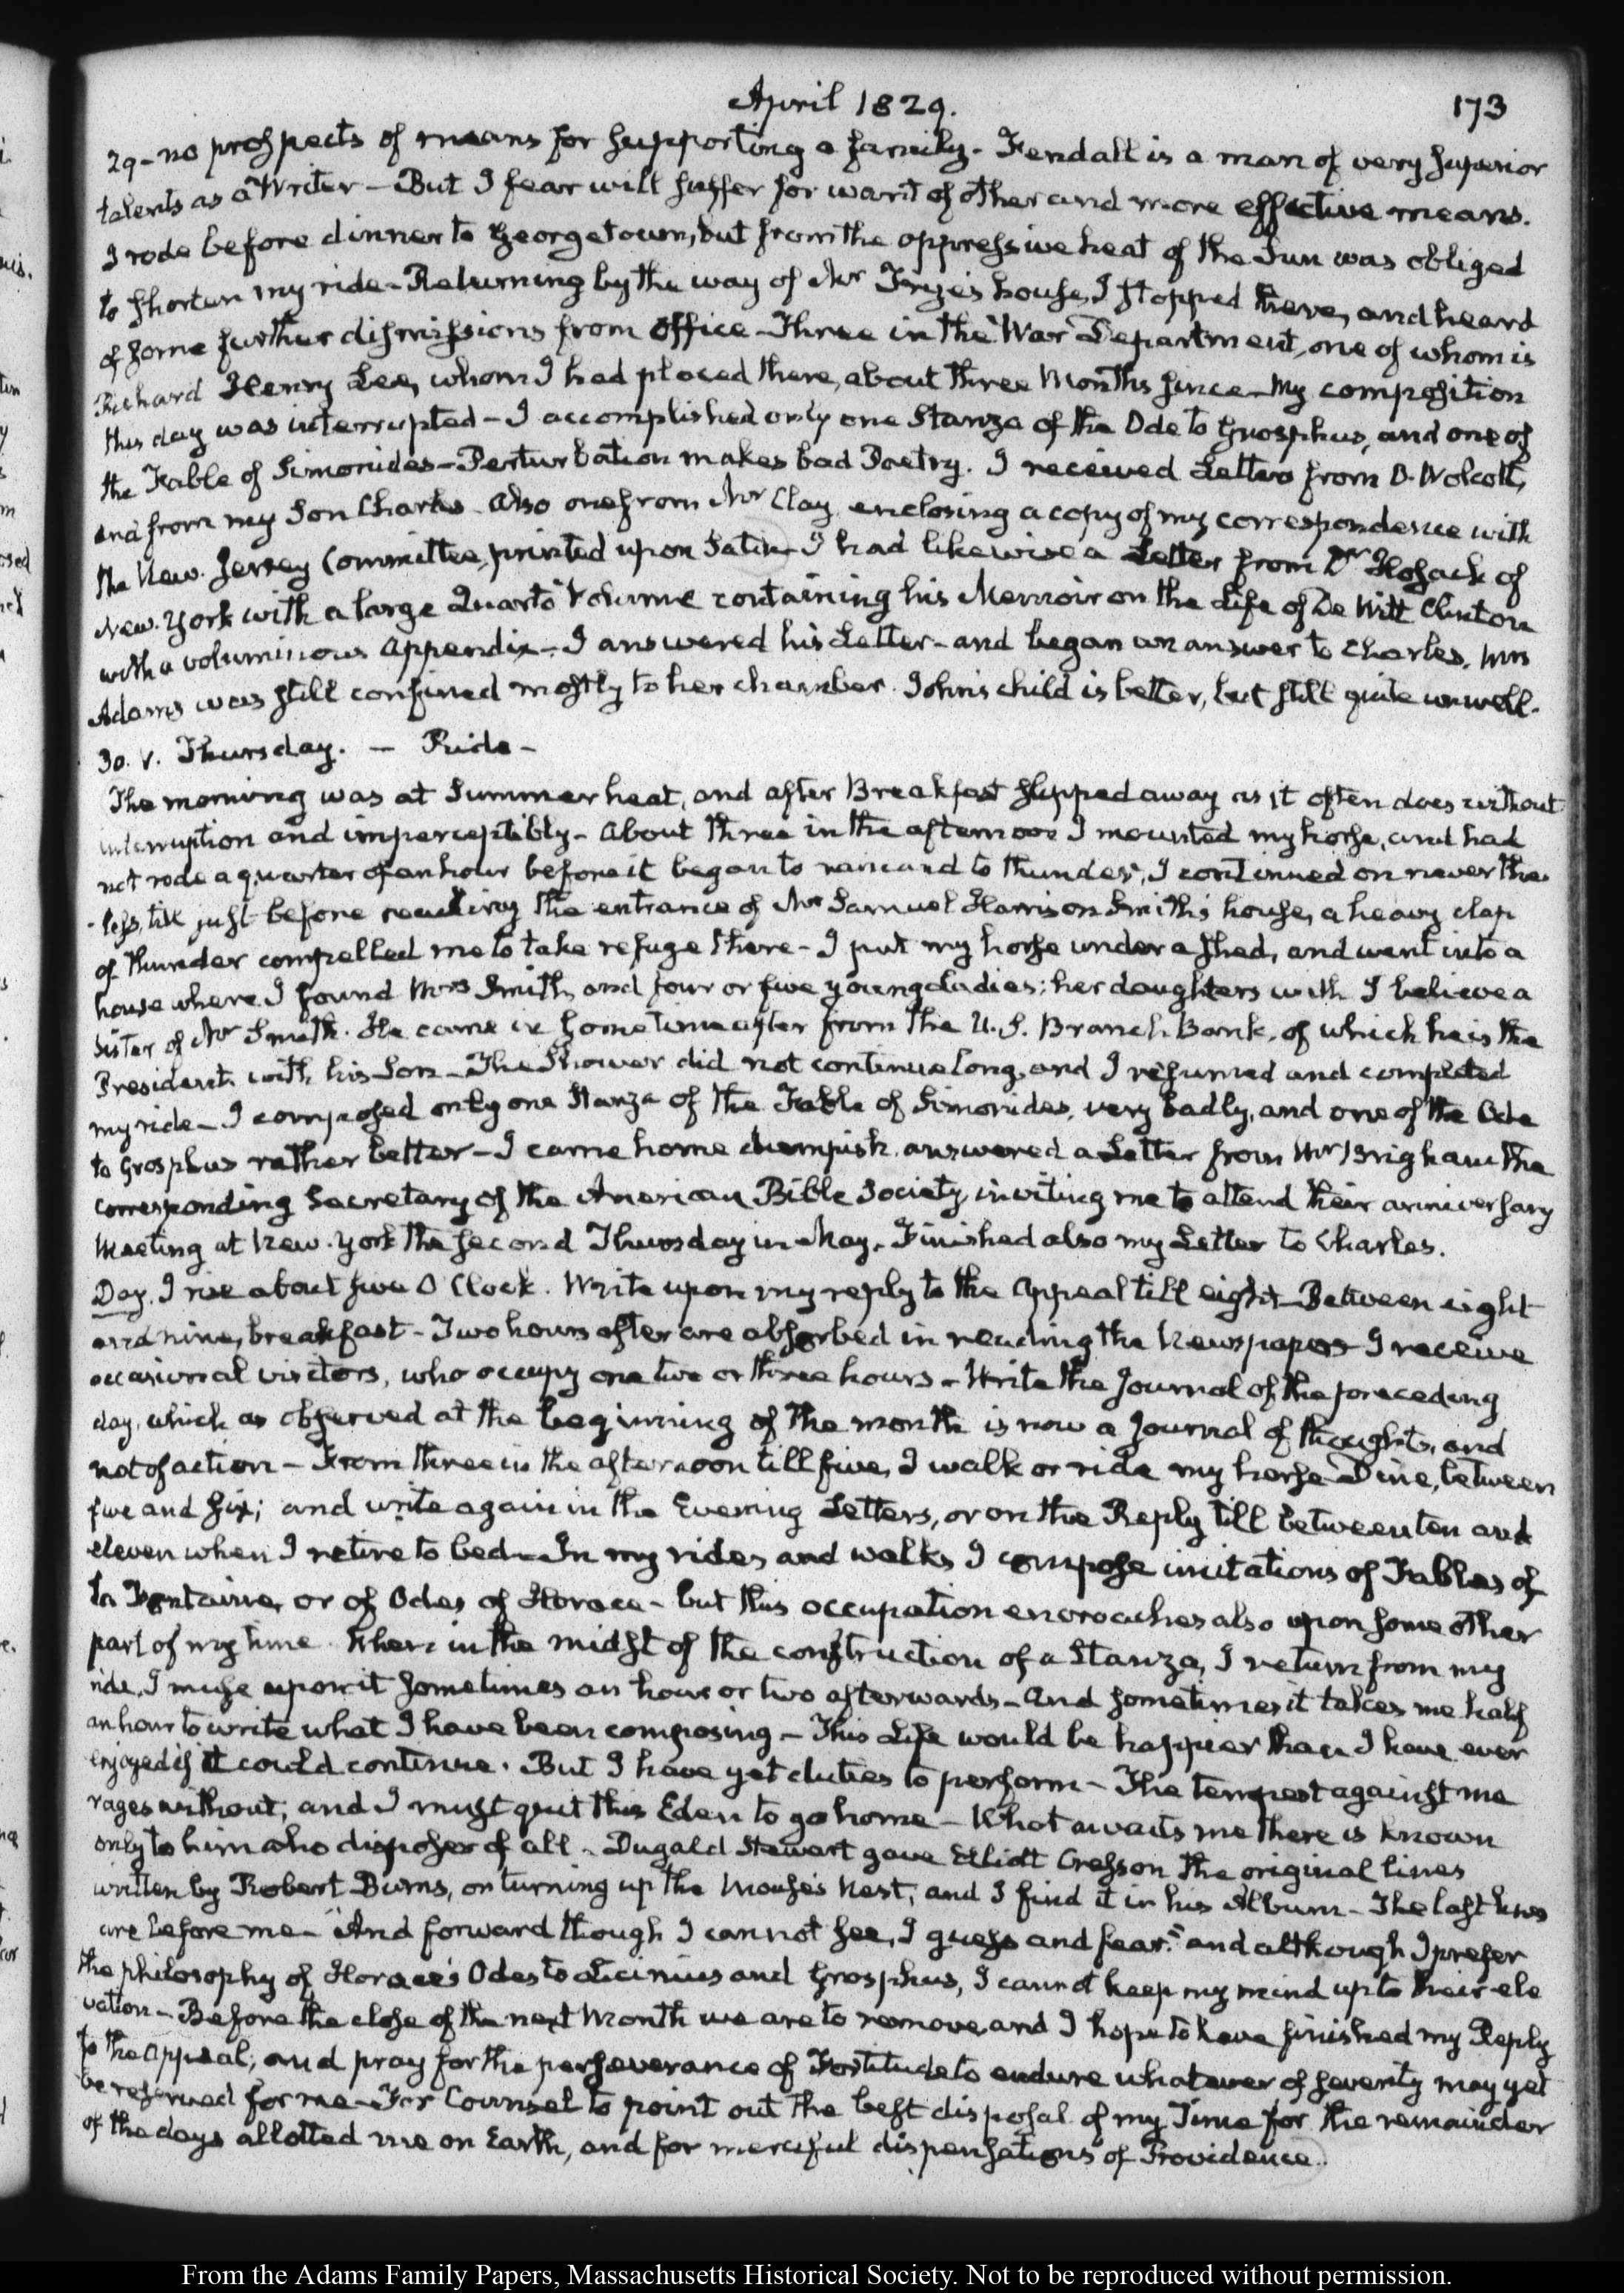 April 1829.
173
29 - no prospects of means for supporting a family - Kendall is a man of very superior
talents as a Writer - But I fear will suffer for want of other and more effective means.
I rode before dinner to Georgetown, but from the oppressive heat of the Sun was obliged
to shorten my ride - Returning by the way of Mr Frye's house, I stopped there, and heard
of some further dismissions from Office - Three in the War Department, one of whom is
Richard Henry Lee, whom I had placed there, about three Months since - My composition
this day was interrupted - I accomplished only one Stanza of the Ode to Grosphus, and one of
the Fable of Simonides - Perturbation makes bad Poetry. I received Letters from O. Wolcott,
and from my Son Charles. Also one from Mr Clay enclosing a copy of my correspondence with
the New-Jersey Committee, printed upon Satin - I had likewise a Letter from Dr Hosack of
New-York with a large Quarto Volume containing his Memoir on the Life of De Witt Clinton
with a voluminous Appendix - I answered his Letter - and began an answer to Charles. Mrs
Adams was still confined mostly to her chamber. John's child is better, but still quite unwell.
30. V. Thursday. - Ride -
The morning was at Summer heat, and after Breakfast slipped away as it often does without
interruption and imperceptibly - About three in the afternoon I mounted my horse, and had
not rode a quarter of an hour before it began to rain and to thunder, I continued on never the
-less, till just before reaching the entrance of Mr Samuel Harrison Smith's house, a heavy clap
of thunder compelled me to take refuge there - I put my horse under a shed, and went into a
house where I found Mrs Smith, and four or five young Ladies; her daughters with I believe a
Sister of Mr Smith. He came in sometime after from the U.S. Branch Bank, of which he is the
President, with his Son - The Shower did not continue long, and I resumed and completed
my ride - I composed only one Stanza of the Fable of Simonides, very badly, and one of the Ode
to Grosphus rather better - I came home dumpish, answered a Letter from Mr Brigham the
corresponding Secretary of the American Bible Society, inviting me to attend their anniversary
Meeting at New-York the second Thursday in May. Finished also my Letter to Charles.
Day. I rise about five O'Clock. Write upon my reply to the Appeal till eight - Between eight
and nine, breakfast - Two hours after are absorbed in reading the Newspapers - I receive
occasional visitors, who occupy one two or three hours - Write the Journal of the preceding
day, which as observed at the beginning of the month is now a Journal of thoughts, and
not of action - From three in the afternoon till five, I walk or ride my horse - Dine, between
five and six; and write again in the Evening Letters, or on the Reply till between ten and
eleven when I retire to bed - In my rides and walks I compose imitations of Fables of
La Fontaine, or of Odes of Horace - but this occupation encroaches also upon some other
part of my time. When in the midst of the construction of a Stanza, I return from my
ride, I muse upon it sometimes an hour or two afterwards - And sometimes it takes me half
an hour to write what I have been composing - This Life would be happier than I have ever
enjoyed if it could continue. But I have yet duties to perform - The tempest against me
rages without, and I must quit this Eden to go home - What awaits me there is known
only to him who disposes of all - Dugald Stewart gave Elliott Cresson the original lines
written by Robert Burns, on turning up the Mouse's Nest, and I find it in his Album - The last lines
are before me - "And forward though I cannot see, I guess and fear." and although I prefer
the philosophy of Horace's Odes to Licinius and Grosphus, I cannot keep my mind up to their ele
vation - Before the close of the next Month we are to remove, and I hope to have finished my Reply
to the Appeal; and pray for the perseverance of Fortitude to endure whatever of severity may yet
be reserved for me - For Counsel to point out the best disposal of my Time for the remainder
of the days allotted me on Earth, and for merciful dispensations of Providence.
From the Adams Family Papers, Massachusetts Historical Society. Not to be reproduced without permission.